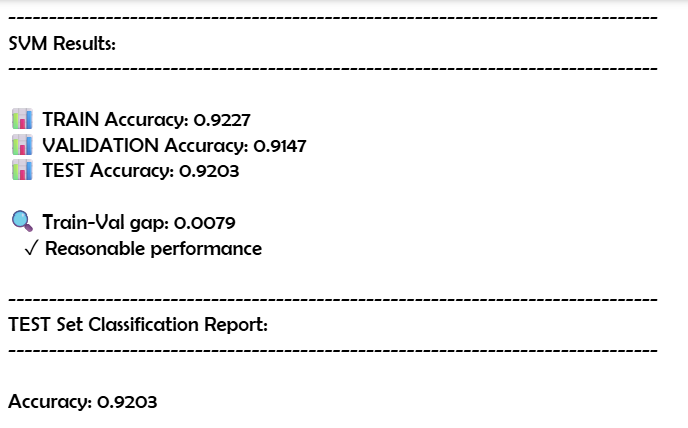 --------------------------------------------------------------------------------
SVM Results:
--------------------------------------------------------------------------------
📊 TRAIN Accuracy: 0.9227
📊 VALIDATION Accuracy: 0.9147
📊 TEST Accuracy: 0.9203
🔍 Train-Val gap: 0.0079
✓ Reasonable performance
--------------------------------------------------------------------------------
TEST Set Classification Report:
--------------------------------------------------------------------------------
Accuracy: 0.9203